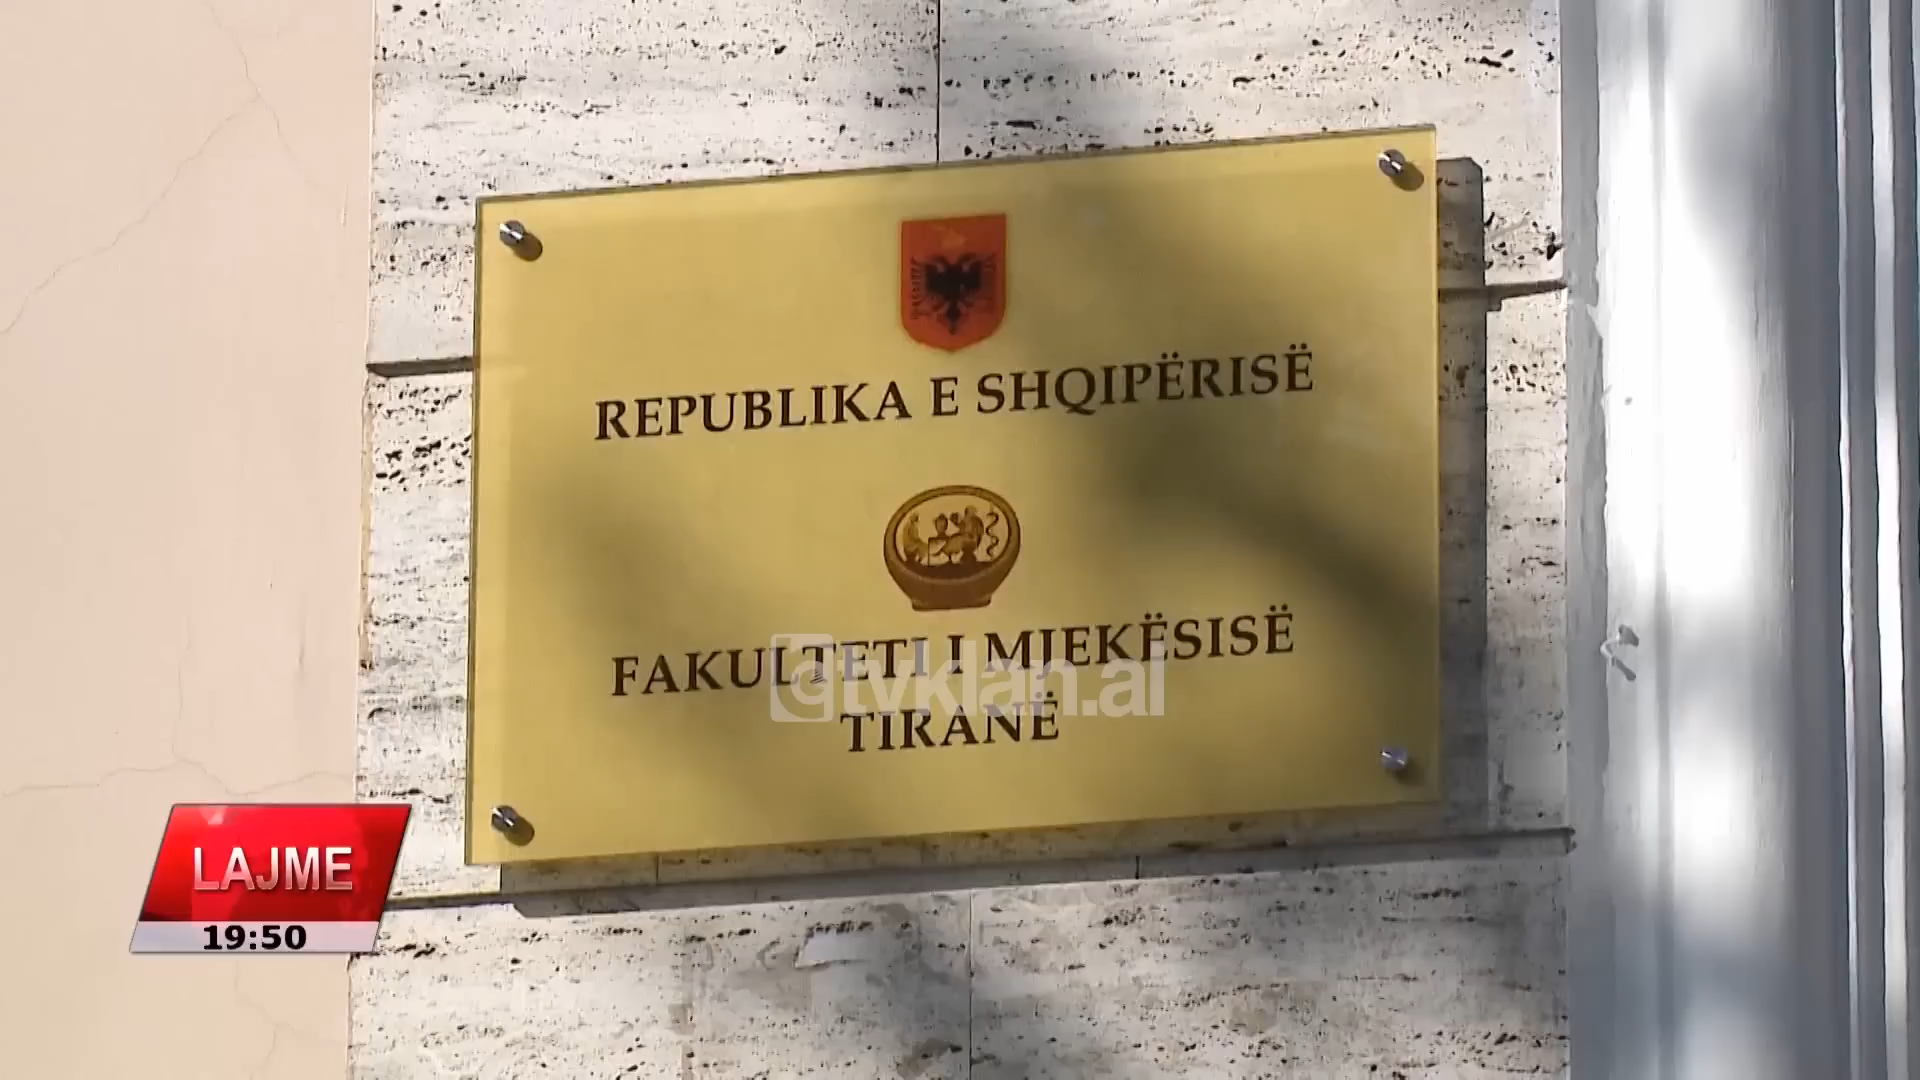 REPUBLIKA E SHQIPËRISË
FAKULTETI I MJEKËSISË
tvklan.al
TIRANË
LAJME
19:50